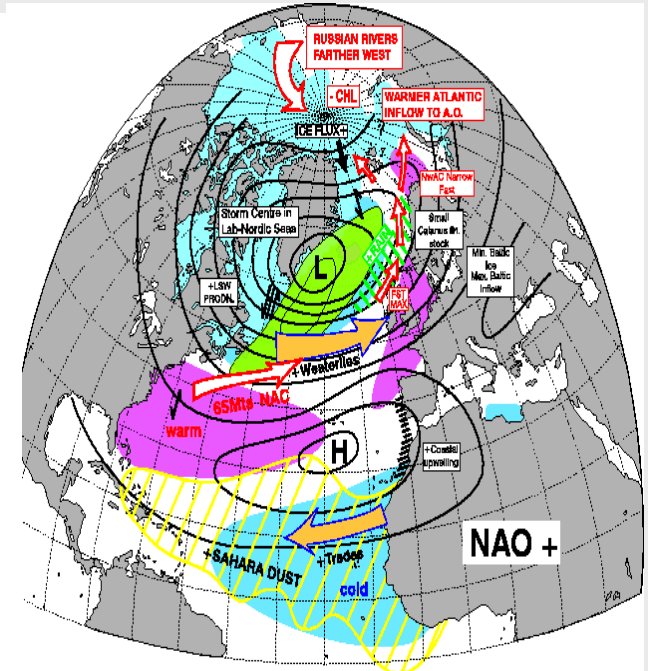 RUSSIAN RIVERS
FARTHER WEST
- CHL
WARMER ATLANTIC
INFLOW TO A.O.
ICE FLUX+
NwAC Narrow
Fast
Storm Centre in
Lab-Nordic Seas
Small
Calanus fin.
stock
L
Min. Baltic
Ice
Max. Baltic
Inflow
+LSW
PRODN.
FST
MAX
+Westerlies
65Mts NAC
warm
H
+Coastal
upwelling
NAO +
+SAHARA DUST
+Trades
cold